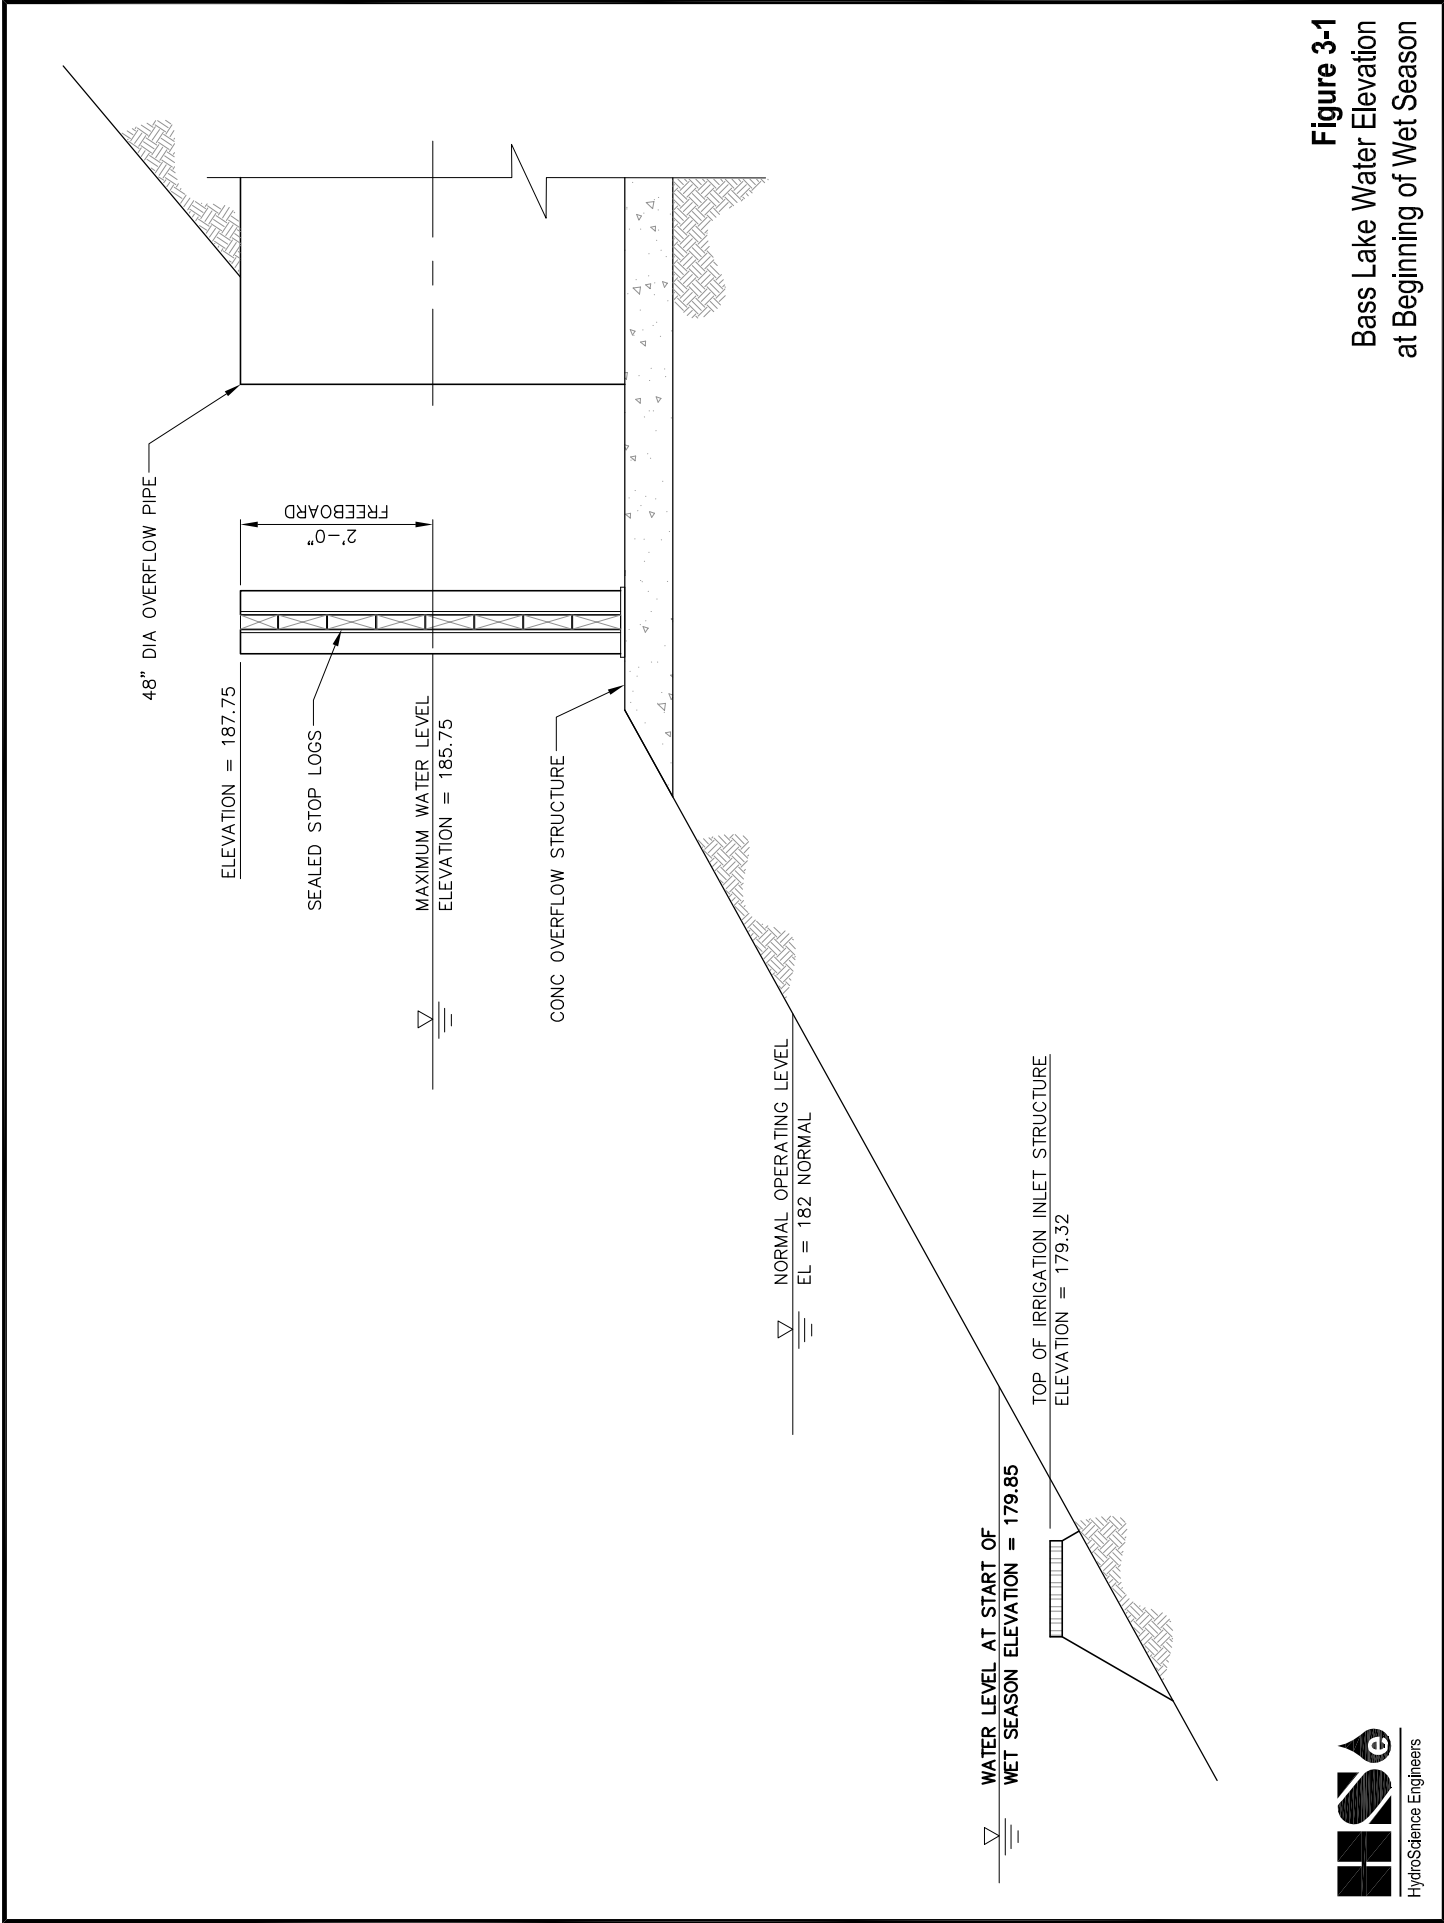 48" DIA OVERFLOW PIPE
ELEVATION = 187.75
2'-0"
FREEBOARD
SEALED STOP LOGS
MAXIMUM WATER LEVEL
ELEVATION = 185.75
CONC OVERFLOW STRUCTURE
NORMAL OPERATING LEVEL
EL = 182 NORMAL
WATER LEVEL AT START OF
WET SEASON ELEVATION = 179.85
TOP OF IRRIGATION INLET STRUCTURE
ELEVATION = 179.32
HSe
HydroScience Engineers
Figure 3-1
Bass Lake Water Elevation
at Beginning of Wet Season